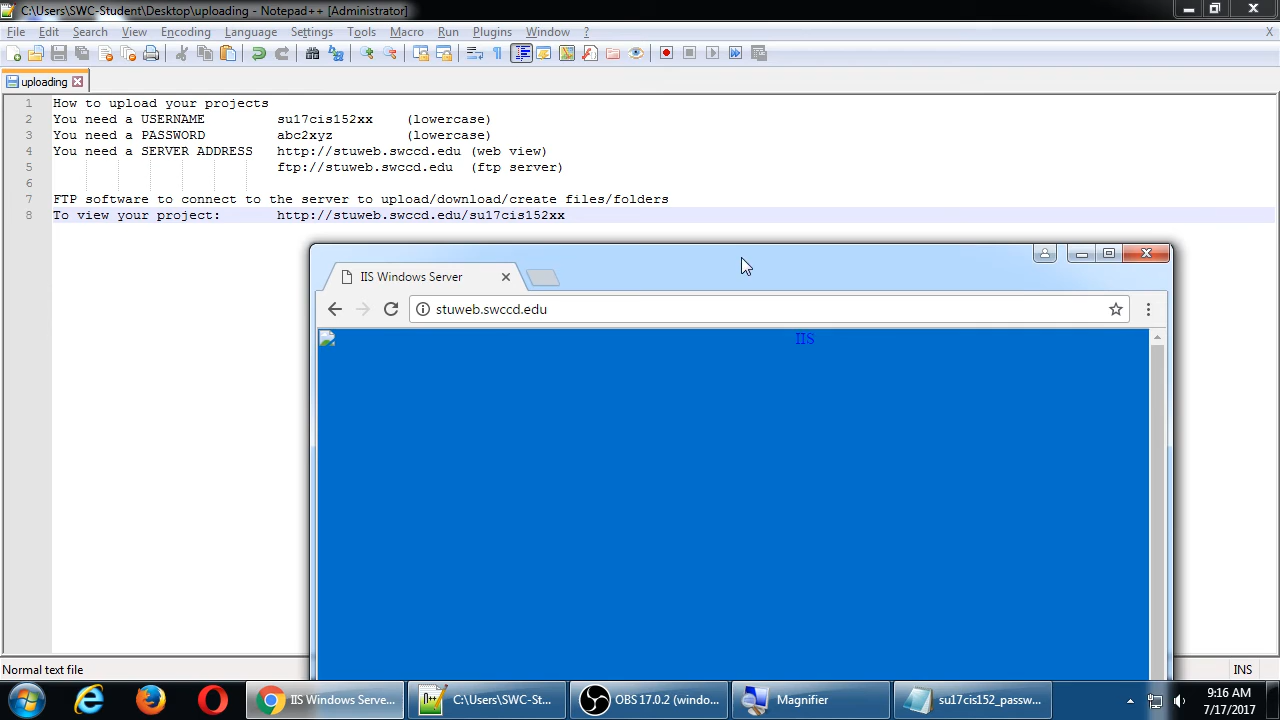 C:\Users\SWC-Student\Desktop\uploading - Notepad++ [Administrator]
File Edit Search View Encoding Language Settings Tools Macro Run Plugins Window ? X
uploading
1 How to upload your projects
2 You need a USERNAME su17cis152xx (lowercase)
3 You need a PASSWORD abc2xyz (lowercase)
4 You need a SERVER ADDRESS http://stuweb.swccd.edu (web view)
5 ftp://stuweb.swccd.edu (ftp server)
6
7 FTP software to connect to the server to upload/download/create files/folders
8 To view your project: http://stuweb.swccd.edu/su17cis152xx
IIS Windows Server
stuweb.swccd.edu
IIS
Normal text file INS
IIS Windows Serve... C:\Users\SWC-St... OBS 17.0.2 (windo... Magnifier su17cis152_passw... 9:16 AM
7/17/2017